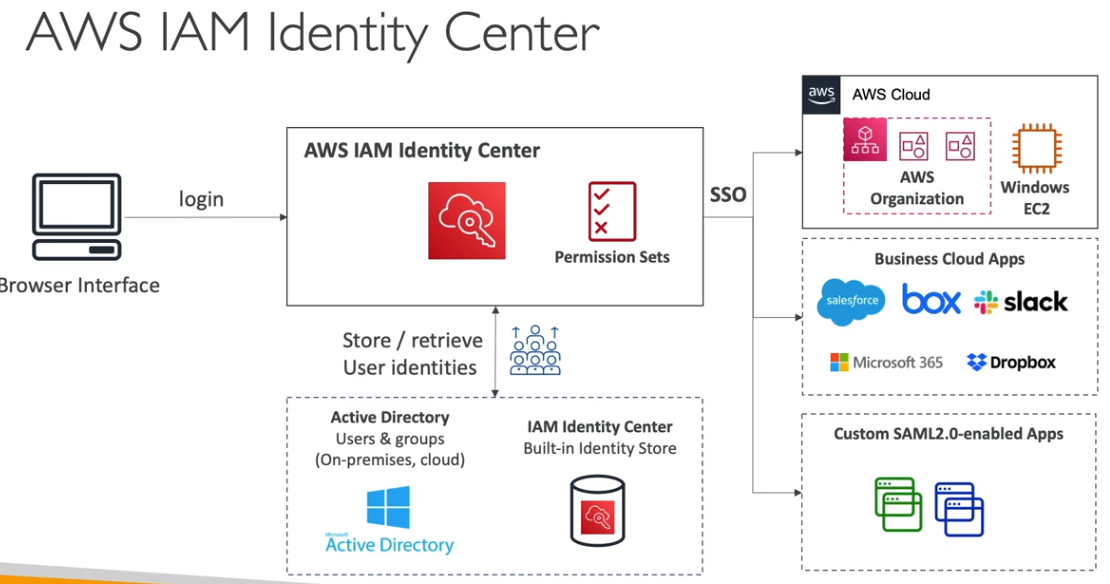 AWS IAM Identity Center
Browser Interface
login
AWS IAM Identity Center
Permission Sets
Store / retrieve
User identities
Active Directory
Users & groups
(On-premises, cloud)
Microsoft
Active Directory
IAM Identity Center
Built-in Identity Store
SSO
aws
AWS Cloud
AWS
Organization
Windows
EC2
Business Cloud Apps
salesforce
box
slack
Microsoft 365
Dropbox
Custom SAML2.0-enabled Apps